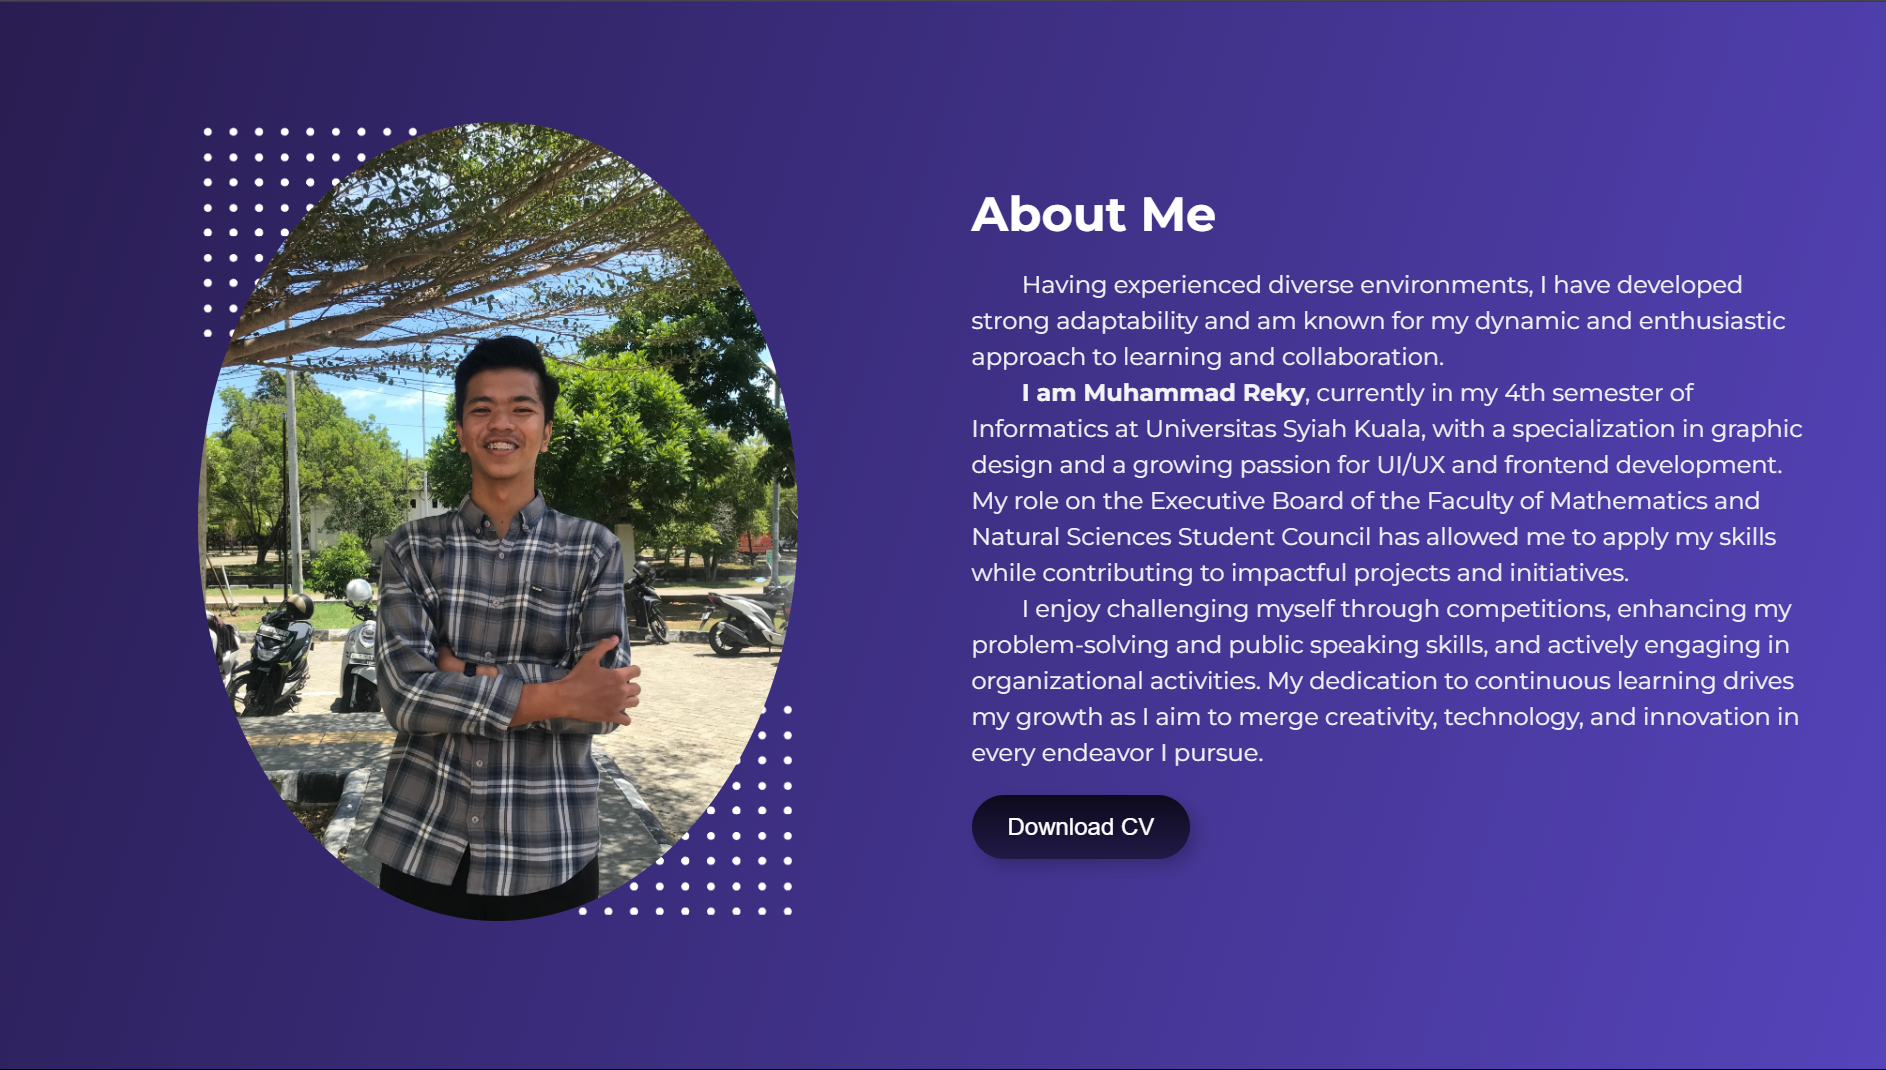 About Me
Having experienced diverse environments, I have developed
strong adaptability and am known for my dynamic and enthusiastic
approach to learning and collaboration.
I am Muhammad Reky, currently in my 4th semester of
Informatics at Universitas Syiah Kuala, with a specialization in graphic
design and a growing passion for UI/UX and frontend development.
My role on the Executive Board of the Faculty of Mathematics and
Natural Sciences Student Council has allowed me to apply my skills
while contributing to impactful projects and initiatives.
I enjoy challenging myself through competitions, enhancing my
problem-solving and public speaking skills, and actively engaging in
organizational activities. My dedication to continuous learning drives
my growth as I aim to merge creativity, technology, and innovation in
every endeavor I pursue.
Download CV